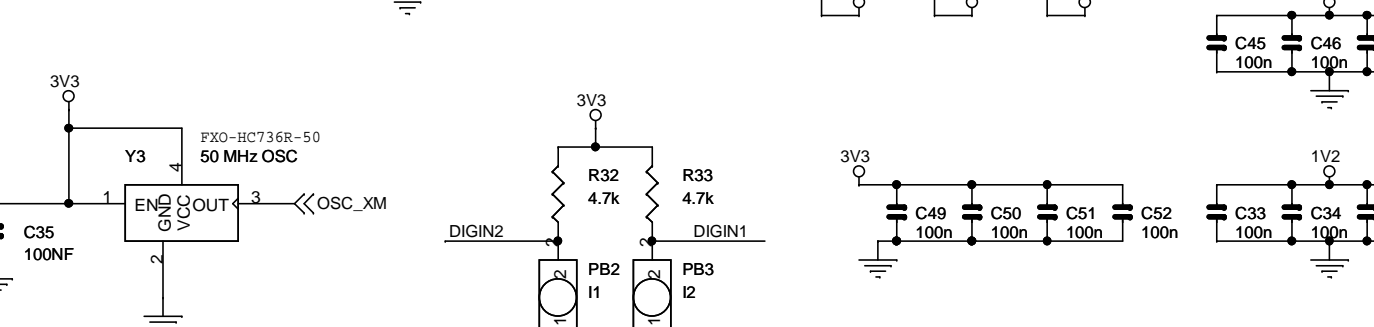 C45
100n
C46
100n
3V3
FXO-HC736R-50
50 MHz OSC
Y3
4
1
EN
GND
VCC
OUT
3
OSC_XM
2
C35
100NF
3V3
R32
4.7k
R33
4.7k
DIGIN2
DIGIN1
2
2
2
2
PB2
I1
PB3
I2
1
1
3V3
C49
100n
C50
100n
C51
100n
C52
100n
1V2
C33
100n
C34
100n